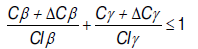 Cβ + ΔCβ / Clβ + Cγ + ΔCγ / Clγ ≤ 1